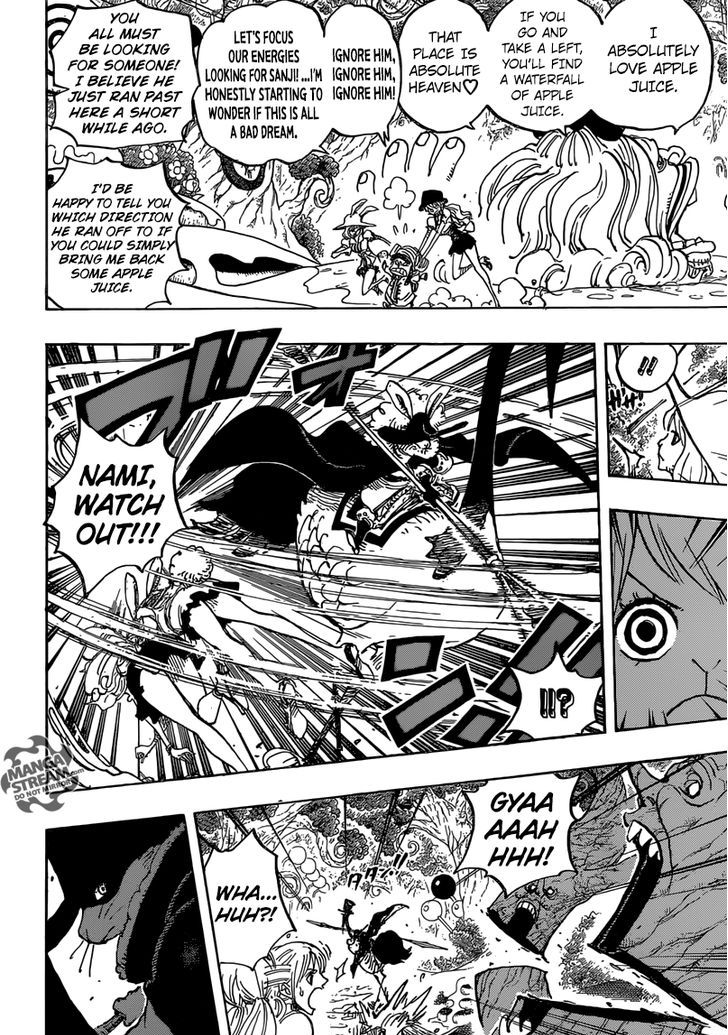 I
ABSOLUTELY
LOVE APPLE
JUICE.
IF YOU
GO AND
TAKE A LEFT,
YOU'LL FIND
A WATERFALL
OF APPLE
JUICE.
THAT
PLACE IS
ABSOLUTE
HEAVEN♡
IGNORE HIM,
IGNORE HIM,
IGNORE HIM!
LET'S FOCUS
OUR ENERGIES
LOOKING FOR SANJI! ...I'M
HONESTLY STARTING TO
WONDER IF THIS IS ALL
A BAD DREAM.
YOU
ALL MUST
BE LOOKING
FOR SOMEONE!
I BELIEVE HE
JUST RAN PAST
HERE A SHORT
WHILE AGO.
I'D BE
HAPPY TO TELL YOU
WHICH DIRECTION
HE RAN OFF TO IF
YOU COULD SIMPLY
BRING ME BACK
SOME APPLE
JUICE.
!!
NAMI,
WATCH
OUT!!!
!!?
GYAA
AAAH
HHH!
WHA...
HUH?!
MANGA
STREAM.com
DO NOT MIRROR